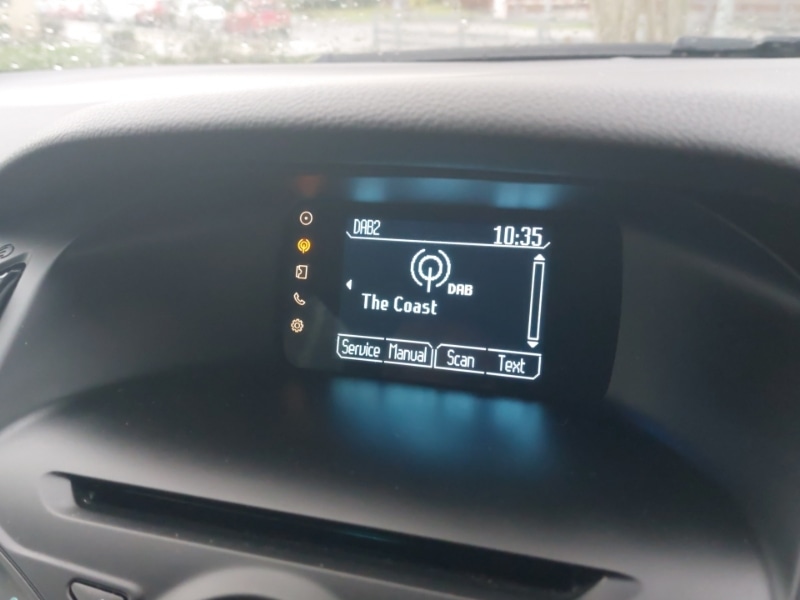 DAB2 10:35
DAB
The Coast
Service Manual Scan Text